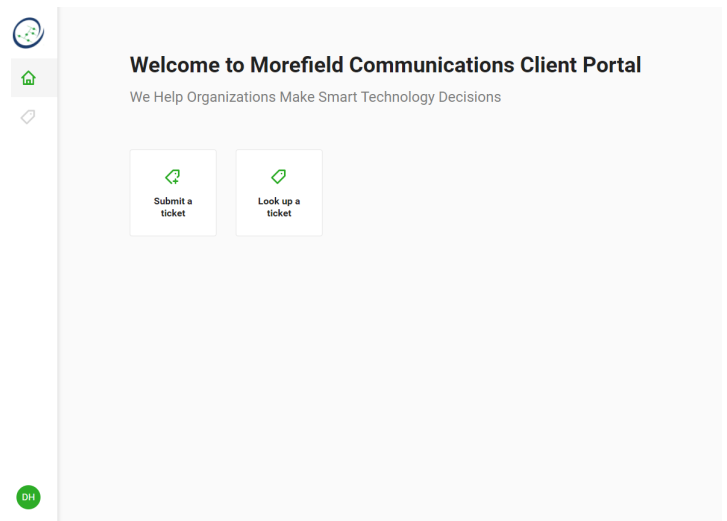 Welcome to Morefield Communications Client Portal
We Help Organizations Make Smart Technology Decisions
Submit a
ticket
Look up a
ticket
DH